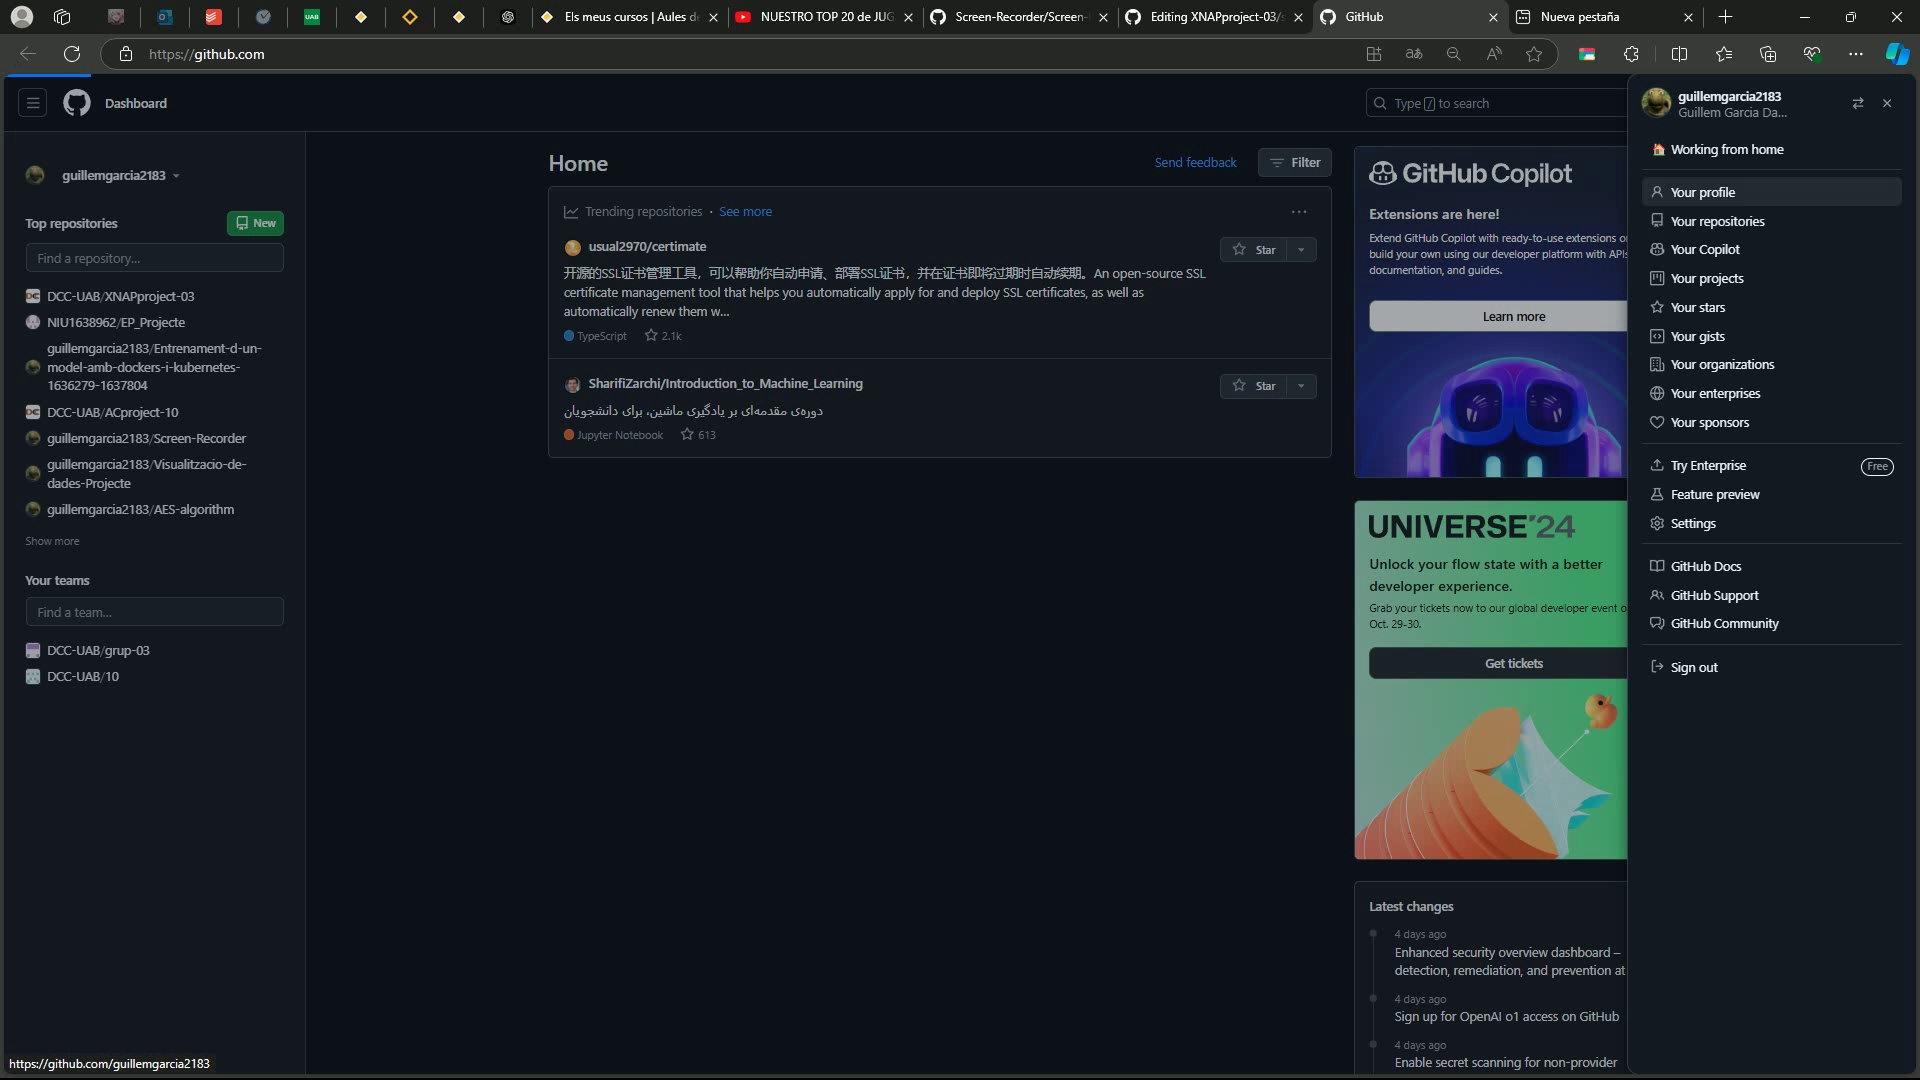 UAB
Els meus cursos | Aules d
NUESTRO TOP 20 de JUG
Screen-Recorder/Screen-
Editing XNAPproject-03/s
GitHub
Nueva pestaña
https://github.com
Dashboard
Type / to search
guillemgarcia2183
Top repositories
New
Find a repository...
DCC-UAB/XNAPproject-03
NIU1638962/EP_Projecte
guillemgarcia2183/Entrenament-d-un-
model-amb-dockers-i-kubernetes-
1636279-1637804
DCC-UAB/ACproject-10
guillemgarcia2183/Screen-Recorder
guillemgarcia2183/Visualitzacio-de-
dades-Projecte
guillemgarcia2183/AES-algorithm
Show more
Your teams
Find a team...
DCC-UAB/grup-03
DCC-UAB/10
Home
Send feedback
Filter
Trending repositories · See more
usual2970/certimate
Star
开源的SSL证书管理工具，可以帮助你自动申请、部署SSL证书，并在证书即将过期时自动续期。An open-source SSL
certificate management tool that helps you automatically apply for and deploy SSL certificates, as well as
automatically renew them w...
TypeScript 2.1k
SharifiZarchi/Introduction_to_Machine_Learning
Star
دوره‌ی مقدمه‌ای بر یادگیری ماشین، برای دانشجویان
Jupyter Notebook 613
GitHub Copilot
Extensions are here!
Extend GitHub Copilot with ready-to-use extensions o
build your own using our developer platform with APIs
documentation, and guides.
Learn more
UNIVERSE'24
Unlock your flow state with a better
developer experience.
Grab your tickets now to our global developer event o
Oct. 29-30.
Get tickets
Latest changes
4 days ago
Enhanced security overview dashboard –
detection, remediation, and prevention at
4 days ago
Sign up for OpenAI o1 access on GitHub
4 days ago
Enable secret scanning for non-provider
guillemgarcia2183
Guillem Garcia Da...
Working from home
Your profile
Your repositories
Your Copilot
Your projects
Your stars
Your gists
Your organizations
Your enterprises
Your sponsors
Try Enterprise
Free
Feature preview
Settings
GitHub Docs
GitHub Support
GitHub Community
Sign out
https://github.com/guillemgarcia2183